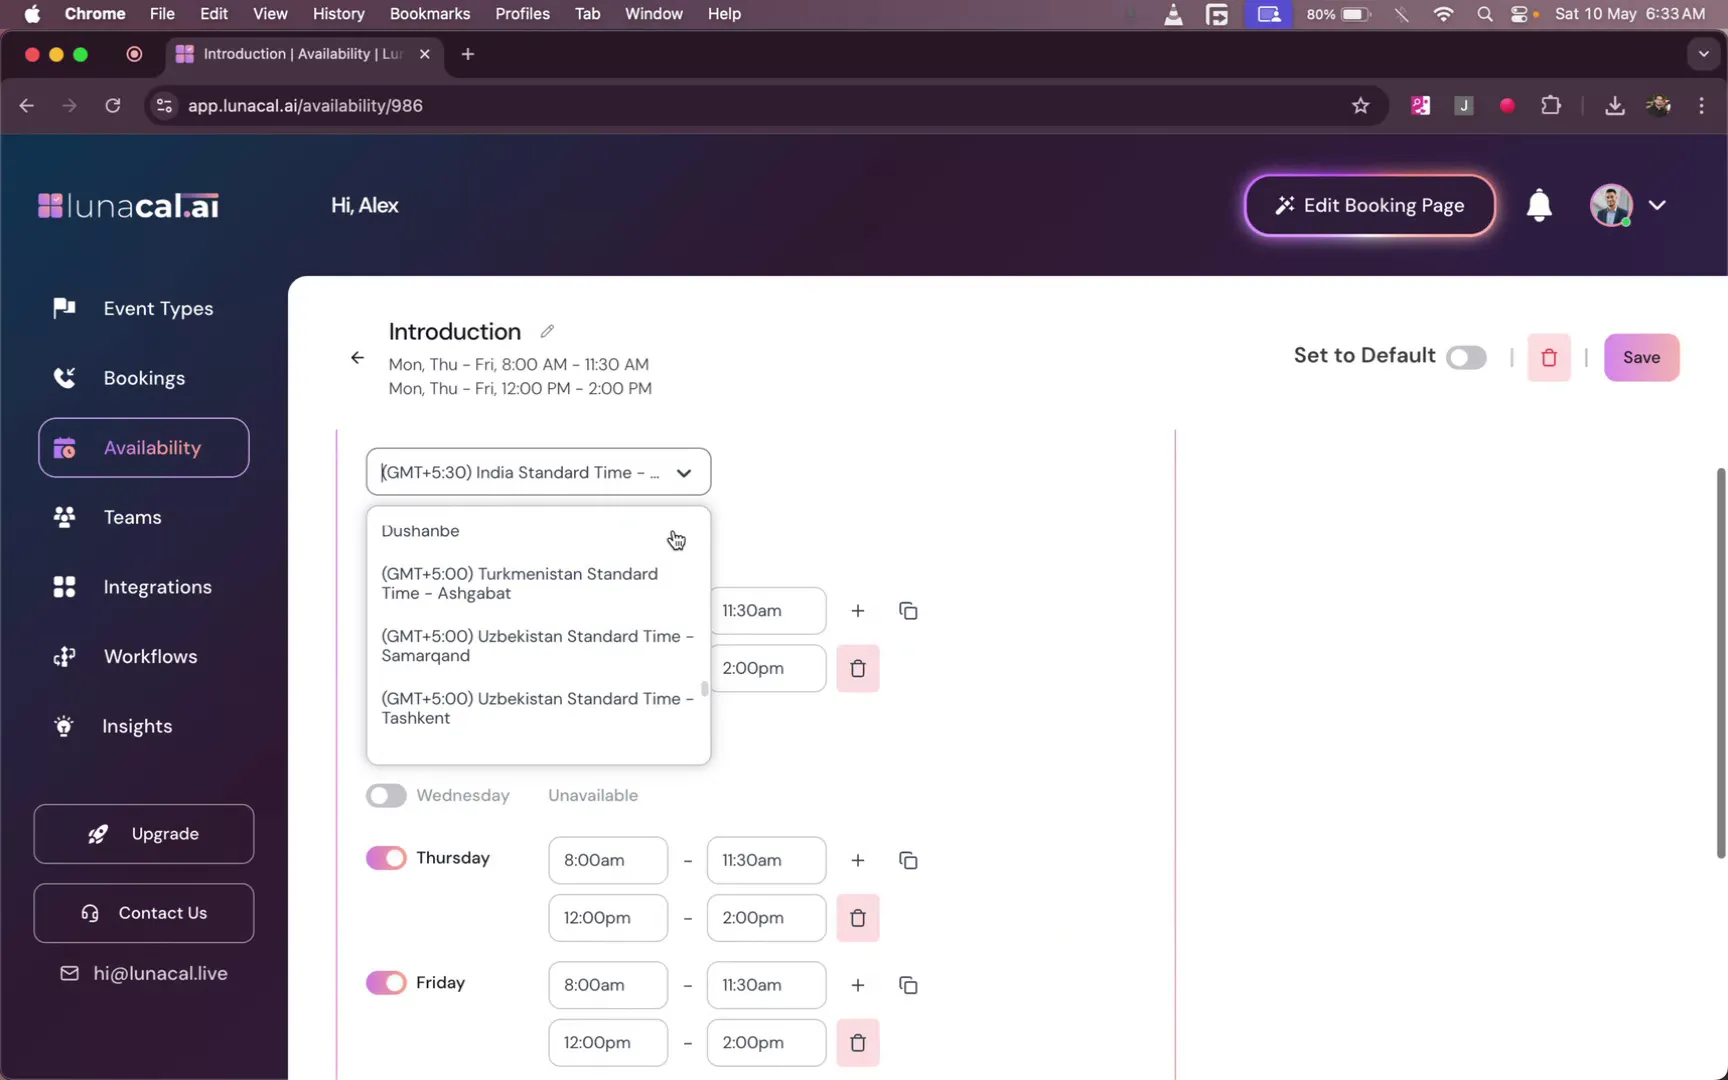 Chrome File Edit View History Bookmarks Profiles Tab Window Help
80% Sat 10 May 6:33 AM
Introduction | Availability | Lu
app.lunacal.ai/availability/986
lunacal.ai
Hi, Alex
Edit Booking Page
Event Types
Bookings
Availability
Teams
Integrations
Workflows
Insights
Upgrade
Contact Us
hi@lunacal.live
Introduction
Mon, Thu - Fri, 8:00 AM - 11:30 AM
Mon, Thu - Fri, 12:00 PM - 2:00 PM
Set to Default
Save
(GMT+5:30) India Standard Time - ...
Dushanbe
(GMT+5:00) Turkmenistan Standard
Time - Ashgabat
(GMT+5:00) Uzbekistan Standard Time -
Samarqand
(GMT+5:00) Uzbekistan Standard Time -
Tashkent
11:30am
2:00pm
Wednesday Unavailable
Thursday 8:00am - 11:30am
12:00pm - 2:00pm
Friday 8:00am - 11:30am
12:00pm - 2:00pm